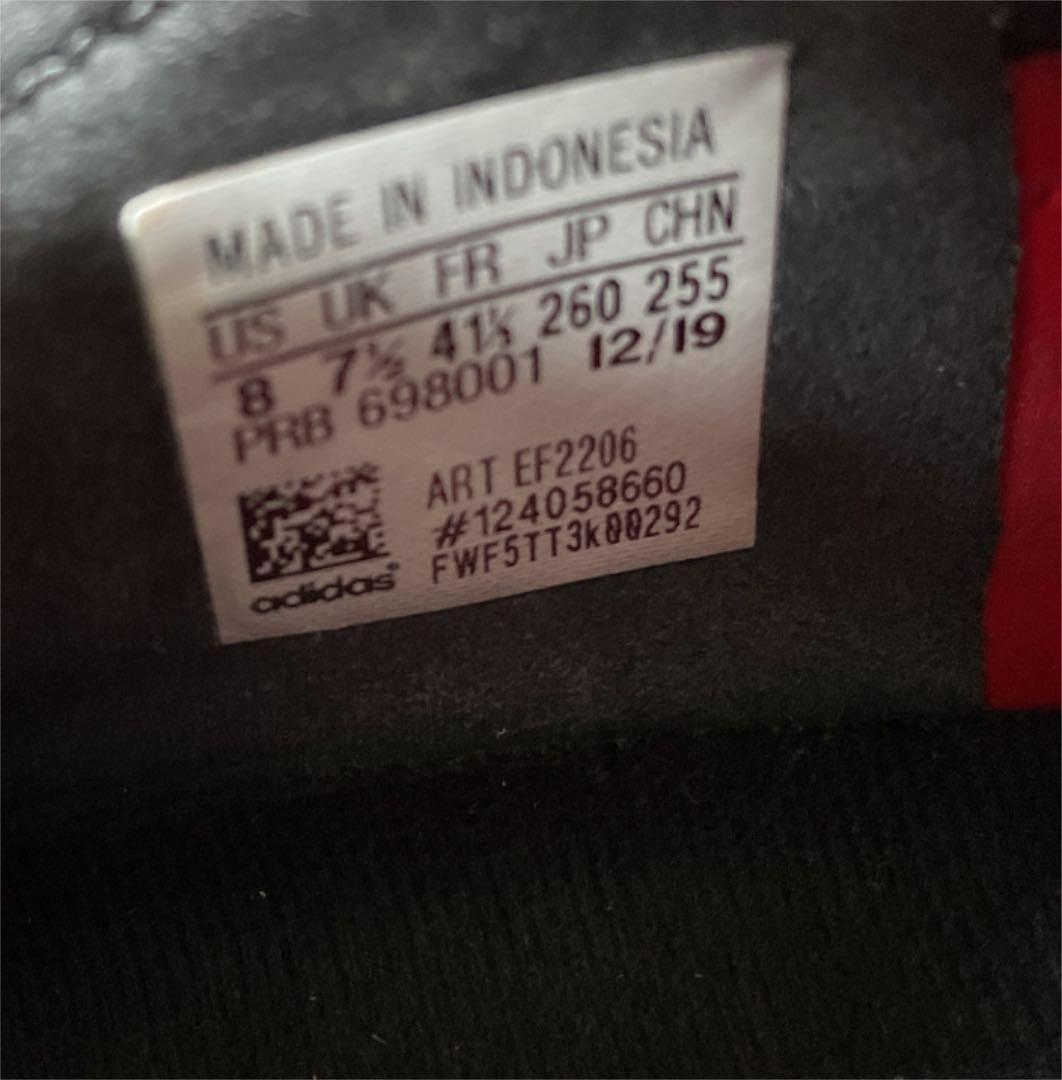 MADE IN INDONESIA
US UK FR JP CHN
8 7½ 41⅓ 260 255
PRB 698001 12/19
ART EF2206
#124058660
FWF5TT3k00292
adidas®